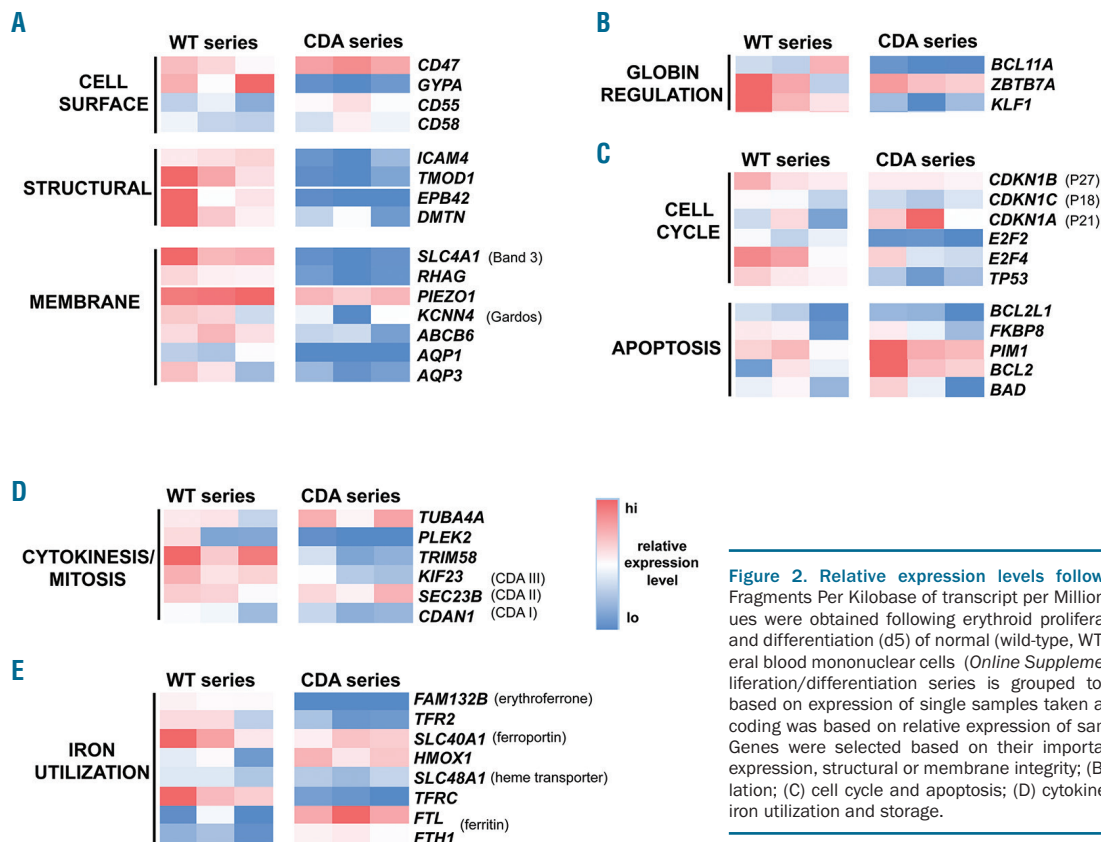 A
WT series CDA series
CELL
SURFACE
CD47
GYPA
CD55
CD58
STRUCTURAL
ICAM4
TMOD1
EPB42
DMTN
MEMBRANE
SLC4A1 (Band 3)
RHAG
PIEZO1
KCNN4 (Gardos)
ABCB6
AQP1
AQP3
B
WT series CDA series
GLOBIN
REGULATION
BCL11A
ZBTB7A
KLF1
C
WT series CDA series
CELL
CYCLE
CDKN1B (P27)
CDKN1C (P18)
CDKN1A (P21)
E2F2
E2F4
TP53
APOPTOSIS
BCL2L1
FKBP8
PIM1
BCL2
BAD
D
WT series CDA series
CYTOKINESIS/
MITOSIS
TUBA4A
PLEK2
TRIM58
KIF23 (CDA III)
SEC23B (CDA II)
CDAN1 (CDA I)
hi
relative
expression
level
lo
E
WT series CDA series
IRON
UTILIZATION
FAM132B (erythroferrone)
TFR2
SLC40A1 (ferroportin)
HMOX1
SLC48A1 (heme transporter)
TFRC
FTL
(ferritin)
FTH1
Figure 2. Relative expression levels follow
Fragments Per Kilobase of transcript per Million
ues were obtained following erythroid prolifera
and differentiation (d5) of normal (wild-type, WT
eral blood mononuclear cells (Online Suppleme
liferation/differentiation series is grouped to
based on expression of single samples taken a
coding was based on relative expression of sar
Genes were selected based on their importa
expression, structural or membrane integrity; (B
lation; (C) cell cycle and apoptosis; (D) cytokine
iron utilization and storage.